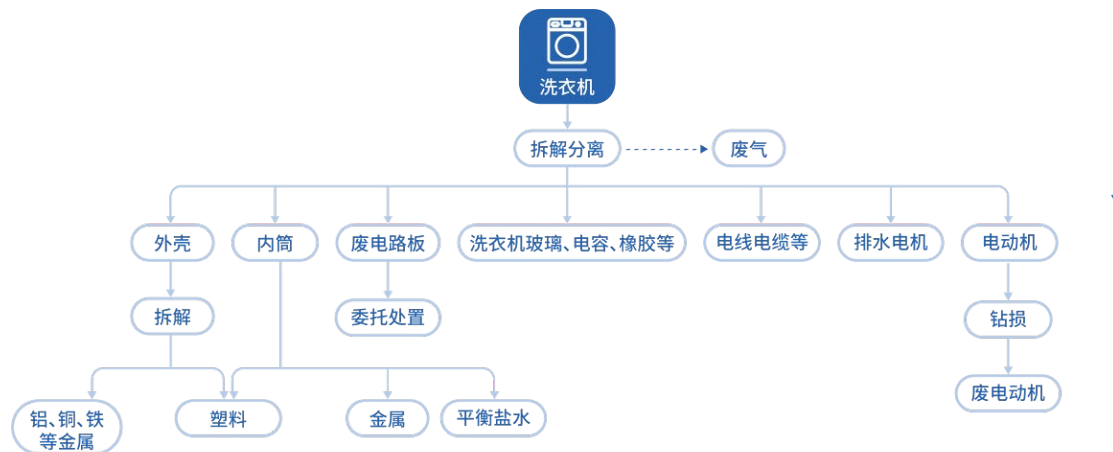 洗衣机
拆解分离
废气
外壳
内筒
废电路板
洗衣机玻璃、电容、橡胶等
电线电缆等
排水电机
电动机
拆解
委托处置
钻损
废电动机
铝、铜、铁
等金属
塑料
金属
平衡盐水